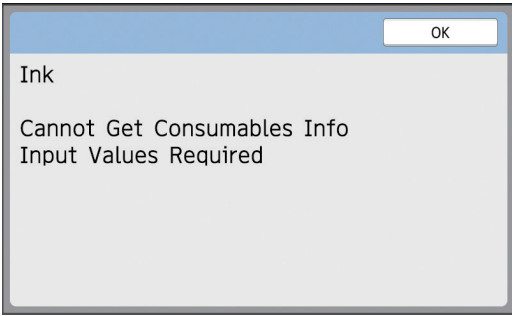 OK
Ink
Cannot Get Consumables Info
Input Values Required